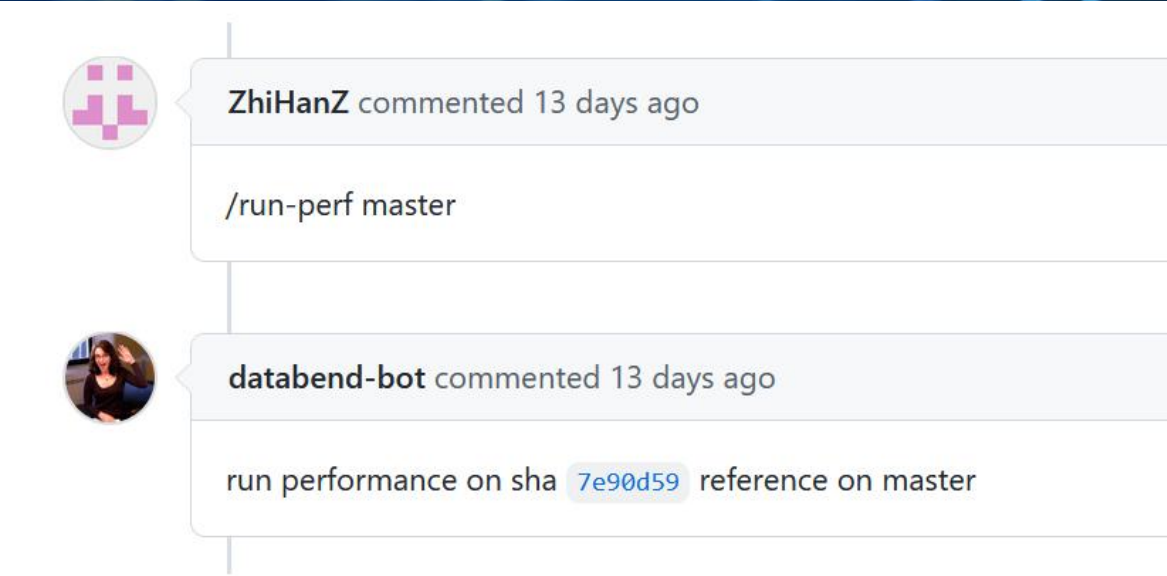 ZhiHanZ commented 13 days ago
/run-perf master
databend-bot commented 13 days ago
run performance on sha 7e90d59 reference on master